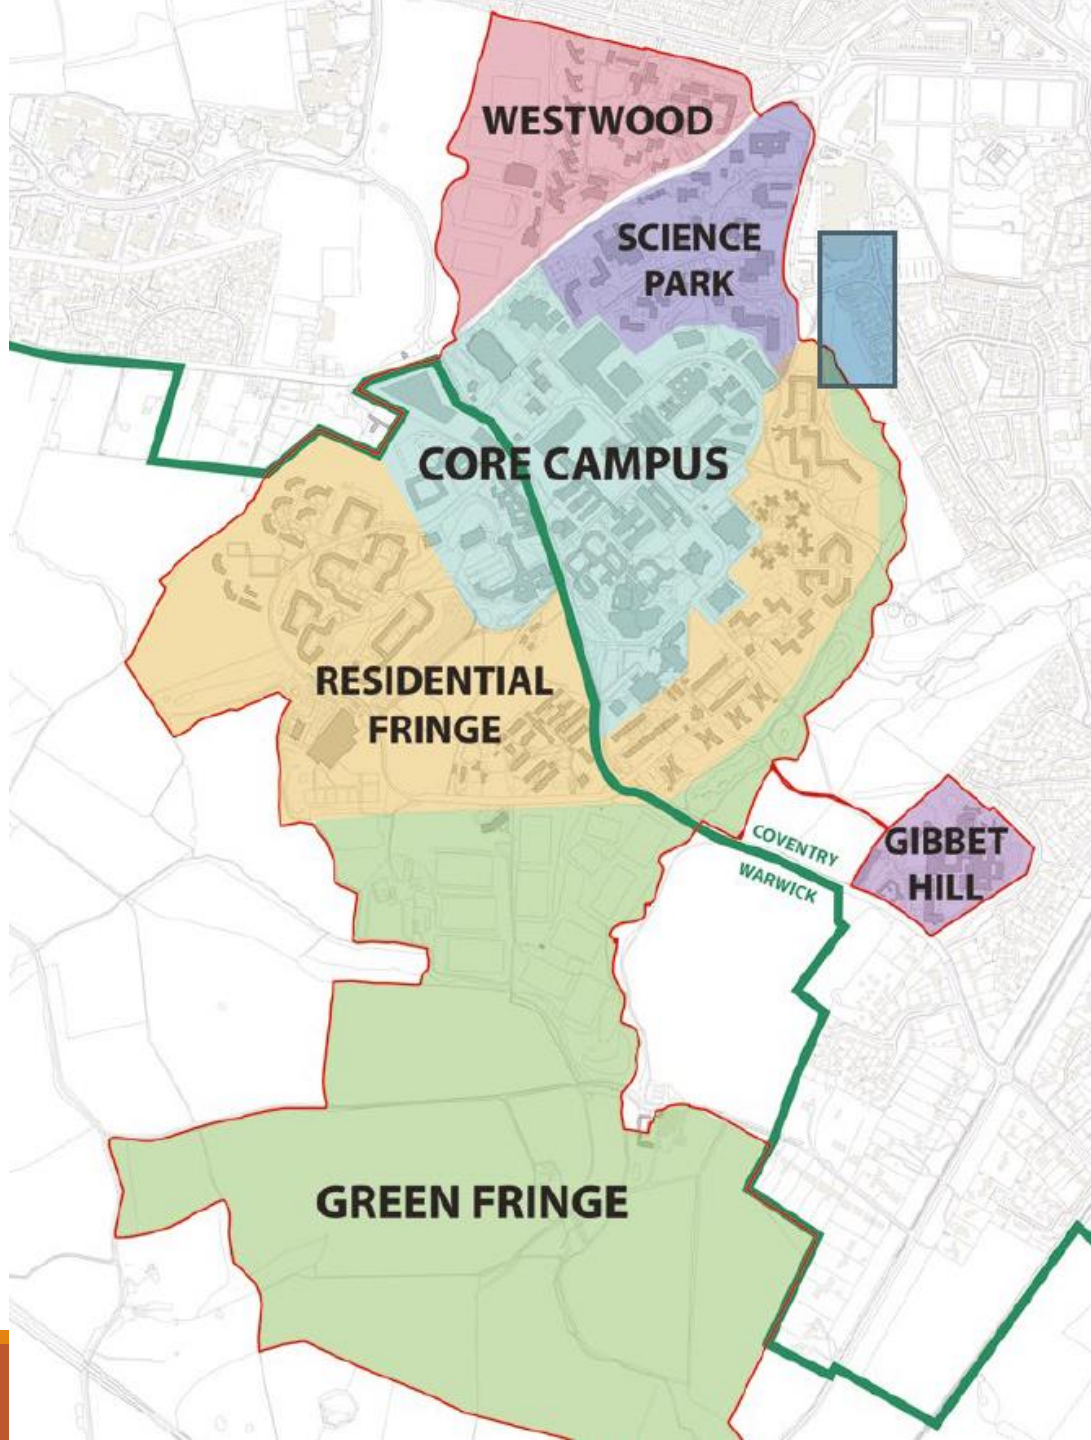 WESTWOOD
SCIENCE
PARK
CORE CAMPUS
RESIDENTIAL
FRINGE
COVENTRY
WARWICK
GIBBET
HILL
GREEN FRINGE